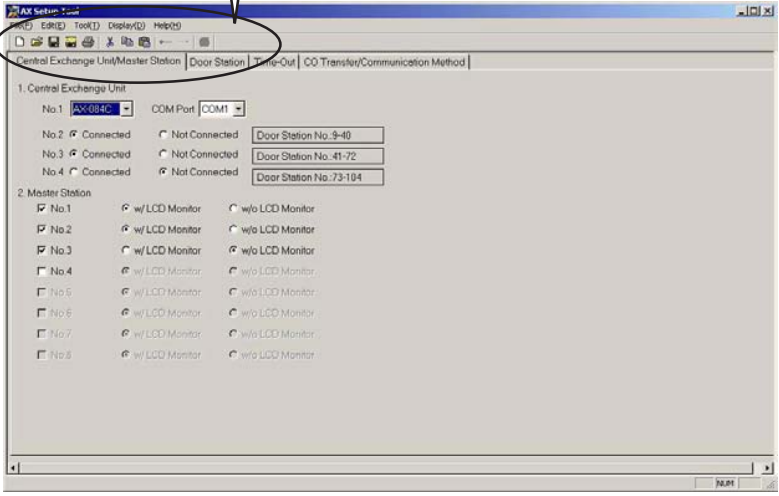 AX Setup Tool
File(F) Edit(E) Tool(T) Display(D) Help(H)
Central Exchange Unit/Master Station Door Station Time-Out CO Transfer/Communication Method
1. Central Exchange Unit
No.1 AX-084C COM Port COM1
No.2 Connected Not Connected Door Station No.:9-40
No.3 Connected Not Connected Door Station No.:41-72
No.4 Connected Not Connected Door Station No.:73-104
2. Master Station
No.1 w/ LCD Monitor w/o LCD Monitor
No.2 w/ LCD Monitor w/o LCD Monitor
No.3 w/ LCD Monitor w/o LCD Monitor
No.4 w/ LCD Monitor w/o LCD Monitor
No.5 w/ LCD Monitor w/o LCD Monitor
No.6 w/ LCD Monitor w/o LCD Monitor
No.7 w/ LCD Monitor w/o LCD Monitor
No.8 w/ LCD Monitor w/o LCD Monitor
NUM